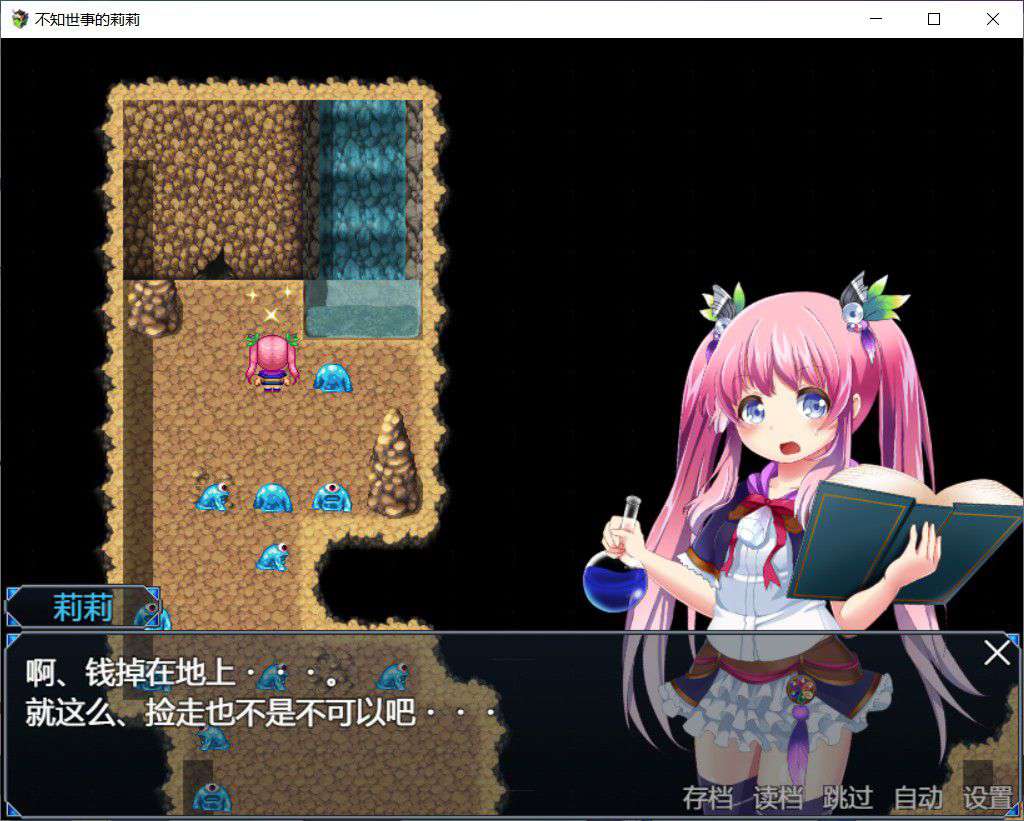 不知世事的莉莉
莉莉
啊、钱掉在地上・・・。
就这么、捡走也不是不可以吧・・・
存档 读档 跳过 自动 设置